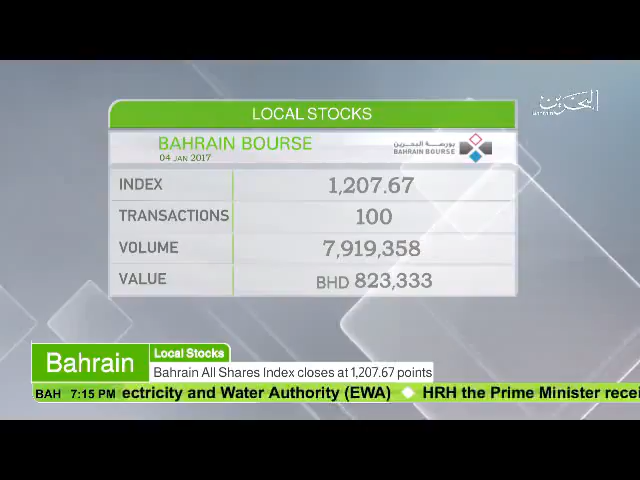 البحرين
LOCAL STOCKS
BAHRAIN BOURSE
04 JAN 2017
بورصة البحرين
BAHRAIN BOURSE
INDEX 1,207.67
TRANSACTIONS 100
VOLUME 7,919,358
VALUE BHD 823,333
Bahrain
Local Stocks
Bahrain All Shares Index closes at 1,207.67 points
BAH 7:15 PM ectricity and Water Authority (EWA) HRH the Prime Minister recei